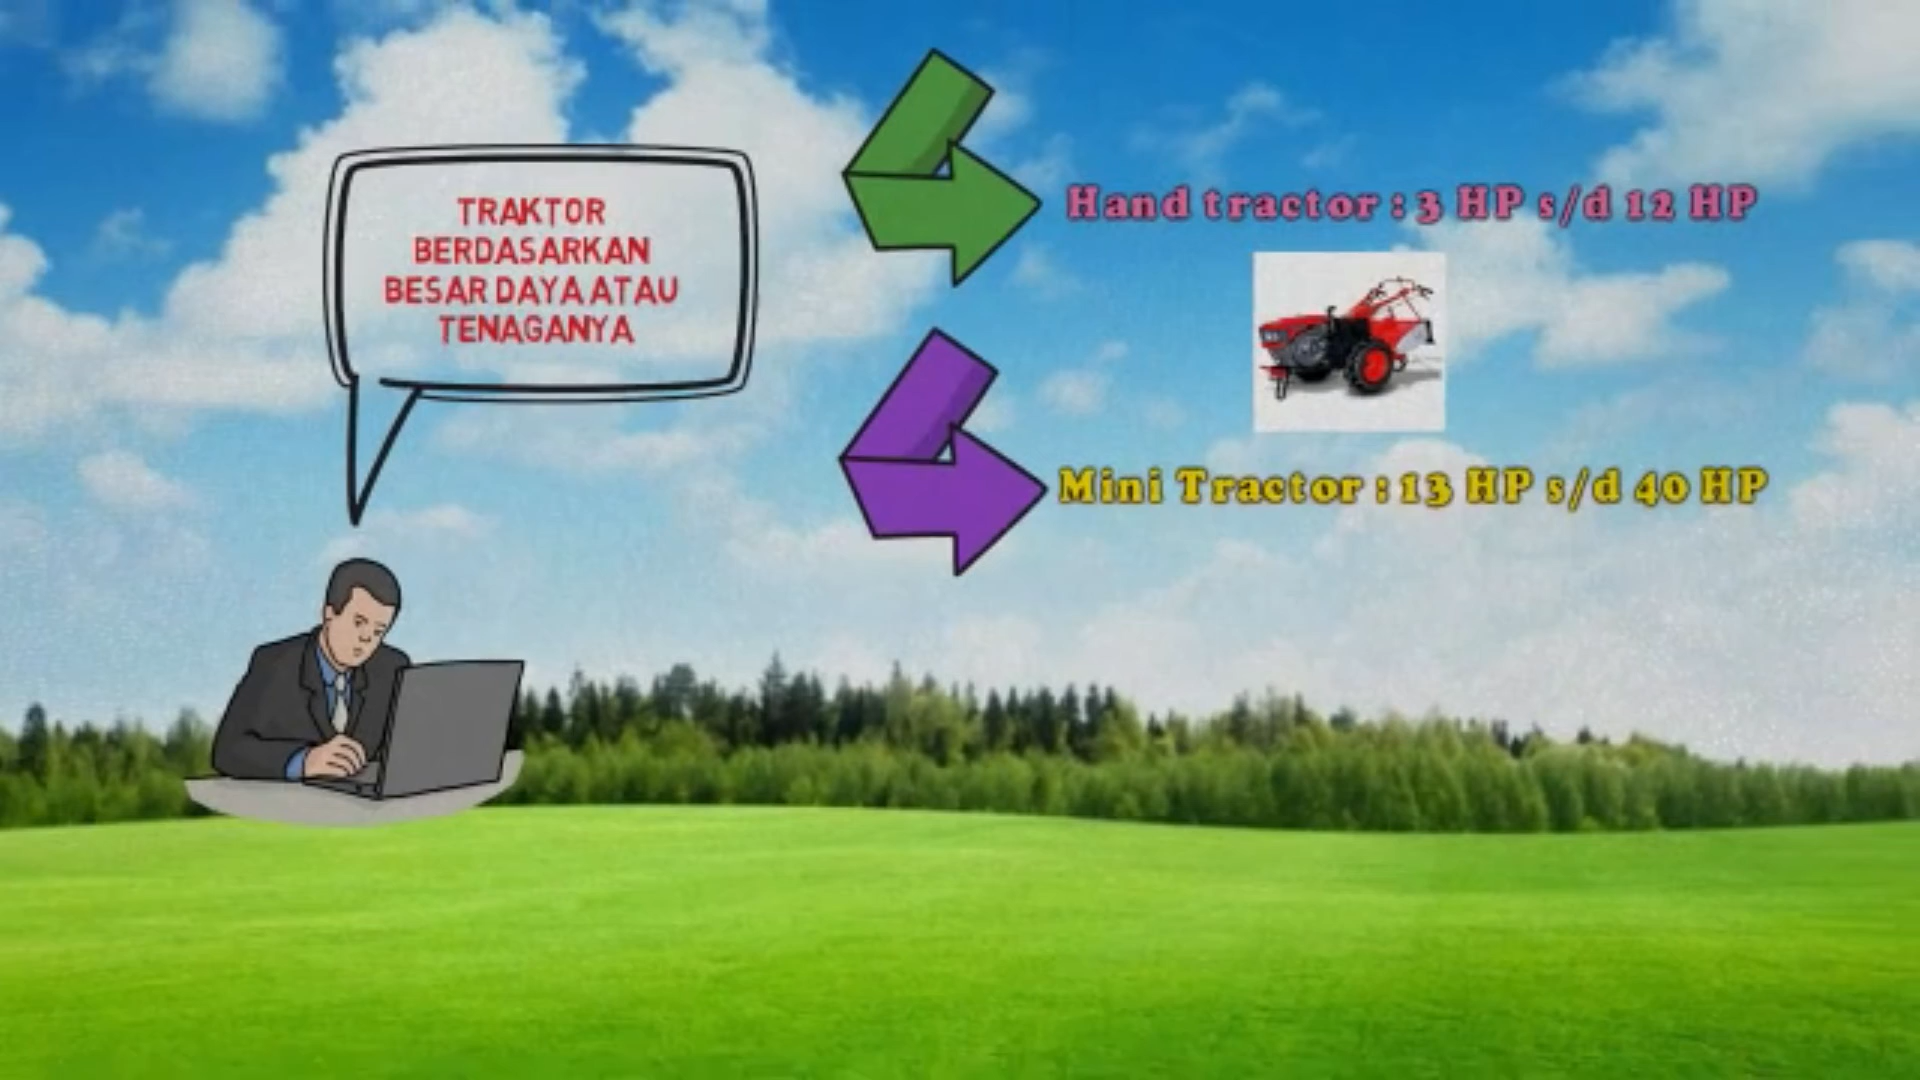 TRAKTOR
BERDASARKAN
BESAR DAYA ATAU
TENAGANYA
Hand tractor : 3 HP s/d 12 HP
Mini Tractor : 13 HP s/d 40 HP